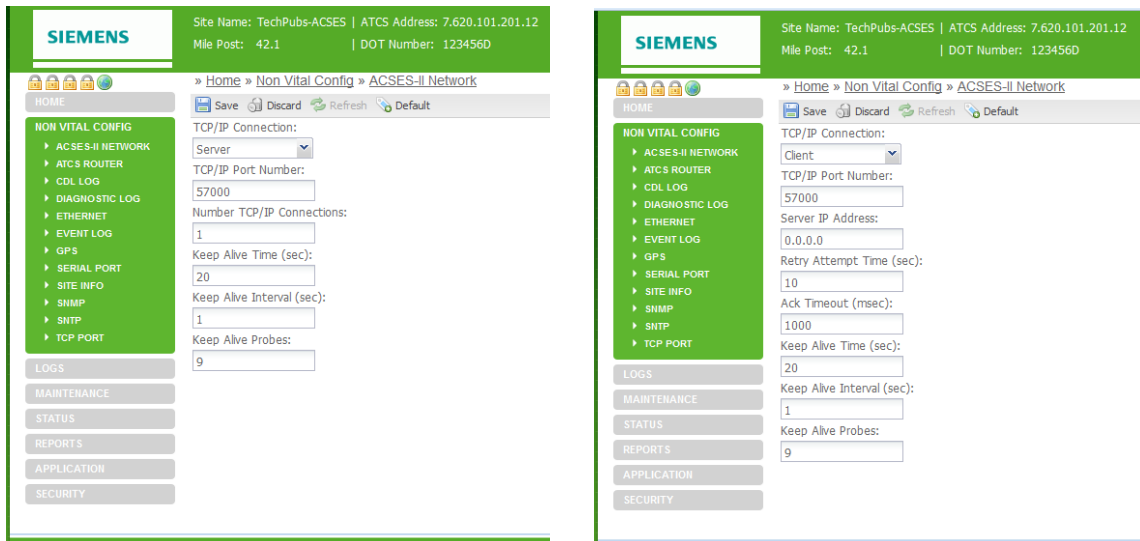 SIEMENS
Site Name: TechPubs-ACSES | ATCS Address: 7.620.101.201.12
Mile Post: 42.1 | DOT Number: 123456D
» Home » Non Vital Config » ACSES-II Network
Save Discard Refresh Default
HOME
NON VITAL CONFIG
ACSES-II NETWORK
ATCS ROUTER
CDL LOG
DIAGNOSTIC LOG
ETHERNET
EVENT LOG
GPS
SERIAL PORT
SITE INFO
SNMP
SNTP
TCP PORT
LOGS
MAINTENANCE
STATUS
REPORTS
APPLICATION
SECURITY
TCP/IP Connection:
Server
TCP/IP Port Number:
57000
Number TCP/IP Connections:
1
Keep Alive Time (sec):
20
Keep Alive Interval (sec):
1
Keep Alive Probes:
9
SIEMENS
Site Name: TechPubs-ACSES | ATCS Address: 7.620.101.201.12
Mile Post: 42.1 | DOT Number: 123456D
» Home » Non Vital Config » ACSES-II Network
Save Discard Refresh Default
HOME
NON VITAL CONFIG
ACSES-II NETWORK
ATCS ROUTER
CDL LOG
DIAGNOSTIC LOG
ETHERNET
EVENT LOG
GPS
SERIAL PORT
SITE INFO
SNMP
SNTP
TCP PORT
LOGS
MAINTENANCE
STATUS
REPORTS
APPLICATION
SECURITY
TCP/IP Connection:
Client
TCP/IP Port Number:
57000
Server IP Address:
0.0.0.0
Retry Attempt Time (sec):
10
Ack Timeout (msec):
1000
Keep Alive Time (sec):
20
Keep Alive Interval (sec):
1
Keep Alive Probes:
9